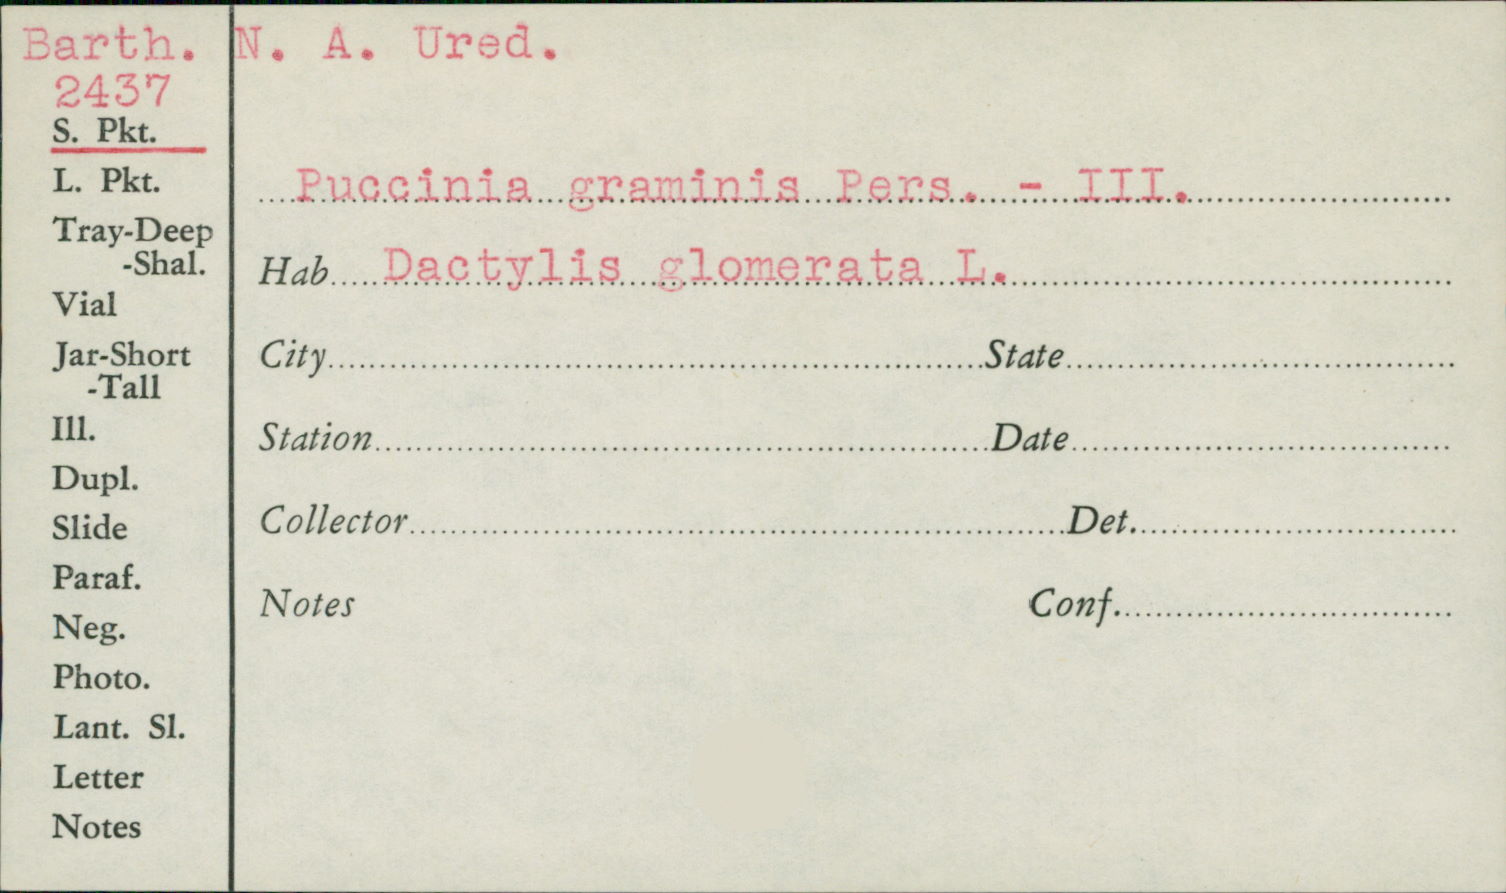 Barth. N. A. Ured.
2437
S. Pkt.
L. Pkt.
Tray-Deep
-Shal.
Vial
Jar-Short
-Tall
Ill.
Dupl.
Slide
Paraf.
Neg.
Photo.
Lant. Sl.
Letter
Notes
Puccinia graminis Pers. - III.
Hab. Dactylis glomerata L.
City State
Station Date
Collector Det.
Notes Conf.